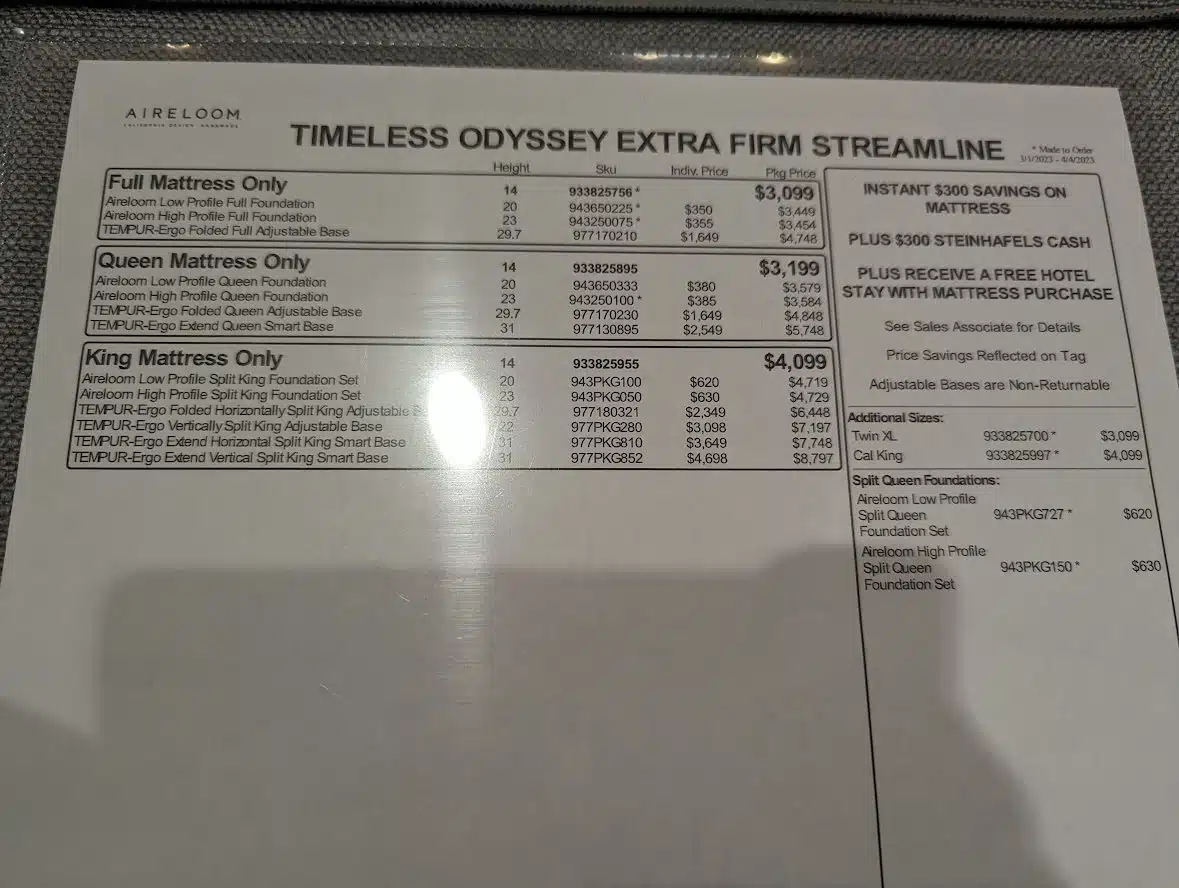 AIRELOOM
CALIFORNIA DESIGN. HANDMADE.
TIMELESS ODYSSEY EXTRA FIRM STREAMLINE
* Made to Order
3/1/2023 - 4/4/2023
Height Sku Indiv. Price Pkg Price
Full Mattress Only 14 933825756 * $3,099
Aireloom Low Profile Full Foundation 20 943650225 * $350 $3,449
Aireloom High Profile Full Foundation 23 943250075 * $355 $3,454
TEMPUR-Ergo Folded Full Adjustable Base 29.7 977170210 $1,649 $4,748
Queen Mattress Only 14 933825895 $3,199
Aireloom Low Profile Queen Foundation 20 943650333 $380 $3,579
Aireloom High Profile Queen Foundation 23 943250100 * $385 $3,584
TEMPUR-Ergo Folded Queen Adjustable Base 29.7 977170230 $1,649 $4,848
TEMPUR-Ergo Extend Queen Smart Base 31 977130895 $2,549 $5,748
King Mattress Only 14 933825955 $4,099
Aireloom Low Profile Split King Foundation Set 20 943PKG100 $620 $4,719
Aireloom High Profile Split King Foundation Set 23 943PKG050 $630 $4,729
TEMPUR-Ergo Folded Horizontally Split King Adjustable 29.7 977180321 $2,349 $6,448
TEMPUR-Ergo Vertically Split King Adjustable Base 22 977PKG280 $3,098 $7,197
TEMPUR-Ergo Extend Horizontal Split King Smart Base 31 977PKG810 $3,649 $7,748
TEMPUR-Ergo Extend Vertical Split King Smart Base 31 977PKG852 $4,698 $8,797
INSTANT $300 SAVINGS ON
MATTRESS
PLUS $300 STEINHAFELS CASH
PLUS RECEIVE A FREE HOTEL
STAY WITH MATTRESS PURCHASE
See Sales Associate for Details
Price Savings Reflected on Tag
Adjustable Bases are Non-Returnable
Additional Sizes:
Twin XL 933825700 * $3,099
Cal King 933825997 * $4,099
Split Queen Foundations:
Aireloom Low Profile
Split Queen 943PKG727 * $620
Foundation Set
Aireloom High Profile
Split Queen 943PKG150 * $630
Foundation Set